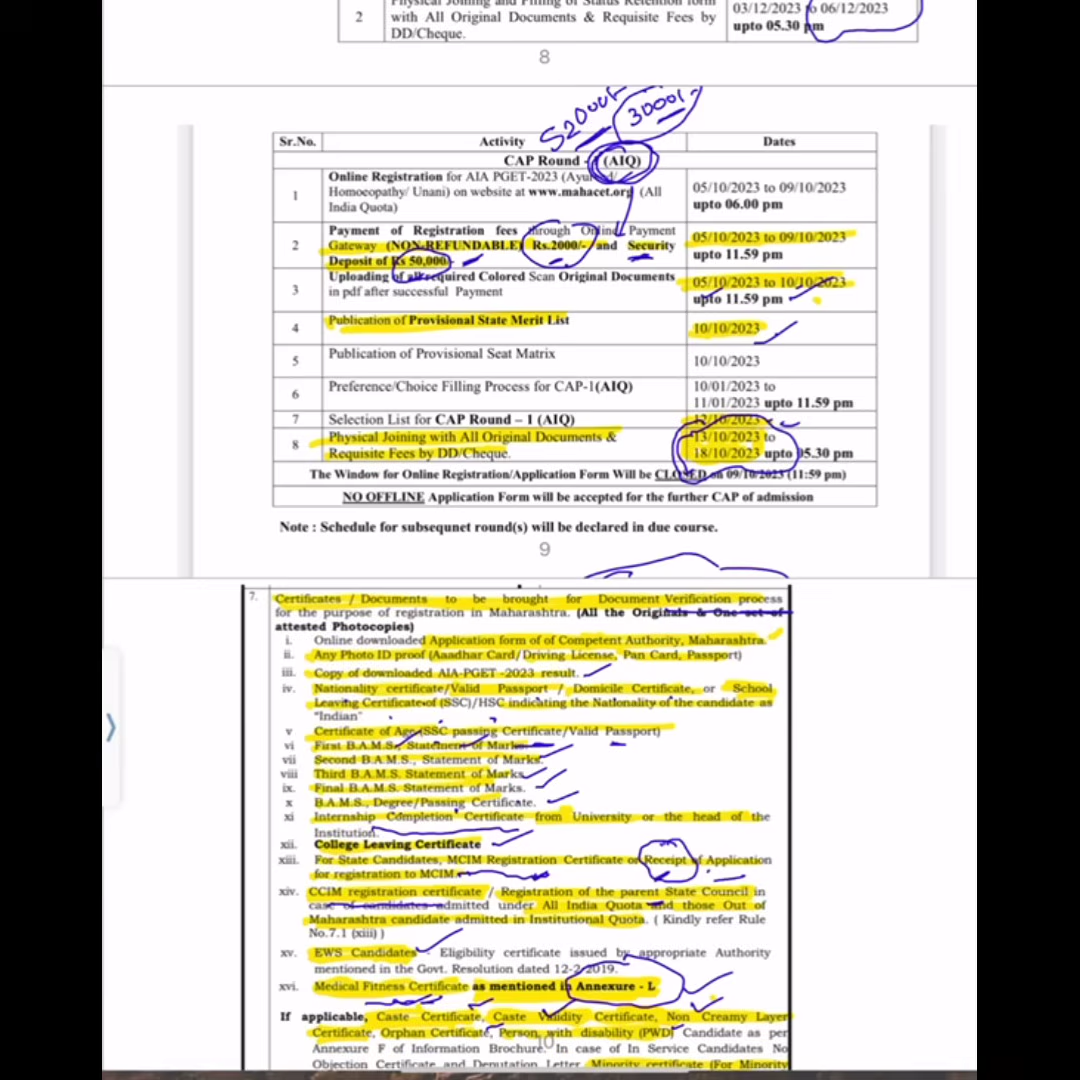 Physical Joining and Filling of Status Retention form
2 with All Original Documents & Requisite Fees by
DD/Cheque.
03/12/2023 to 06/12/2023
upto 05.30 pm
8
52000/-
3000/-
Sr.No. Activity Dates
CAP Round - (AIQ)
1 Online Registration for AIA PGET-2023 (Ayurved/
Homoeopathy/ Unani) on website at www.mahacet.org (All
India Quota)
05/10/2023 to 09/10/2023
upto 06.00 pm
2 Payment of Registration fees through Online Payment
Gateway (NON-REFUNDABLE) Rs.2000/- and Security
Deposit of Rs 50,000/-
05/10/2023 to 09/10/2023
upto 11.59 pm
3 Uploading of all required Colored Scan Original Documents
in pdf after successful Payment
05/10/2023 to 10/10/2023
upto 11.59 pm
4 Publication of Provisional State Merit List 10/10/2023
5 Publication of Provisional Seat Matrix 10/10/2023
6 Preference/Choice Filling Process for CAP-1(AIQ) 10/01/2023 to
11/01/2023 upto 11.59 pm
7 Selection List for CAP Round – 1 (AIQ) 12/10/2023
8 Physical Joining with All Original Documents &
Requisite Fees by DD/Cheque.
13/10/2023 to
18/10/2023 upto 05.30 pm
The Window for Online Registration/Application Form Will be CLOSED on 09/10/2023 (11:59 pm)
NO OFFLINE Application Form will be accepted for the further CAP of admission
Note : Schedule for subsequnet round(s) will be declared in due course.
9
7. Certificates / Documents to be brought for Document Verification process
for the purpose of registration in Maharashtra. (All the Originals & One set of
attested Photocopies)
i. Online downloaded Application form of of Competent Authority, Maharashtra.
ii. Any Photo ID proof (Aaadhar Card/Driving License, Pan Card, Passport)
iii. Copy of downloaded AIA-PGET -2023 result.
iv. Nationality certificate/Valid Passport / Domicile Certificate, or School
Leaving Certificate of (SSC)/HSC indicating the Nationality of the candidate as
"Indian"
v Certificate of Age (SSC passing Certificate/Valid Passport)
vi First B.A.M.S., Statement of Marks
vii Second B.A.M.S., Statement of Marks.
viii Third B.A.M.S. Statement of Marks
ix. Final B.A.M.S. Statement of Marks.
x B.A.M.S., Degree/Passing Certificate.
xi Internship Completion Certificate from University or the head of the
Institution.
xii. College Leaving Certificate
xiii. For State Candidates, MCIM Registration Certificate or Receipt of Application
for registration to MCIM
xiv. CCIM registration certificate / Registration of the parent State Council in
case of candidates admitted under All India Quota and those Out of
Maharashtra candidate admitted in Institutional Quota. ( Kindly refer Rule
No.7.1 (xiii) )
xv. EWS Candidates - Eligibility certificate issued by appropriate Authority
mentioned in the Govt. Resolution dated 12-2-2019.
xvi. Medical Fitness Certificate as mentioned in Annexure - L
If applicable, Caste Certificate, Caste Validity Certificate, Non Creamy Layer
Certificate, Orphan Certificate, Person with disability (PWD) Candidate as per
Annexure F of Information Brochure. In case of In Service Candidates No
10
Objection Certificate and Deputation Letter Minority certificate (For Minority